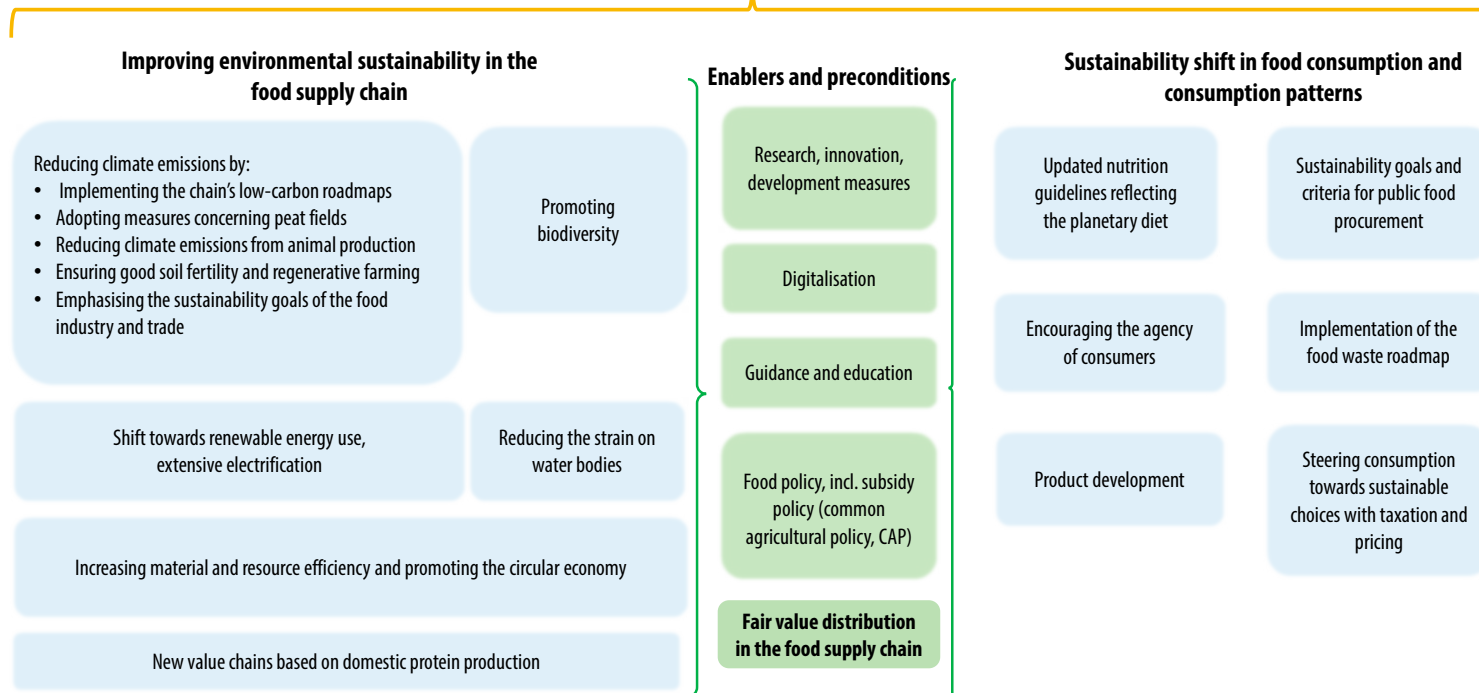 Improving environmental sustainability in the
food supply chain
Reducing climate emissions by:
• Implementing the chain's low-carbon roadmaps
• Adopting measures concerning peat fields
• Reducing climate emissions from animal production
• Ensuring good soil fertility and regenerative farming
• Emphasising the sustainability goals of the food
industry and trade
Promoting
biodiversity
Shift towards renewable energy use,
extensive electrification
Reducing the strain on
water bodies
Increasing material and resource efficiency and promoting the circular economy
New value chains based on domestic protein production
Enablers and preconditions
Research, innovation,
development measures
Digitalisation
Guidance and education
Food policy, incl. subsidy
policy (common
agricultural policy, CAP)
Fair value distribution
in the food supply chain
Sustainability shift in food consumption and
consumption patterns
Updated nutrition
guidelines reflecting
the planetary diet
Sustainability goals and
criteria for public food
procurement
Encouraging the agency
of consumers
Implementation of the
food waste roadmap
Product development
Steering consumption
towards sustainable
choices with taxation and
pricing